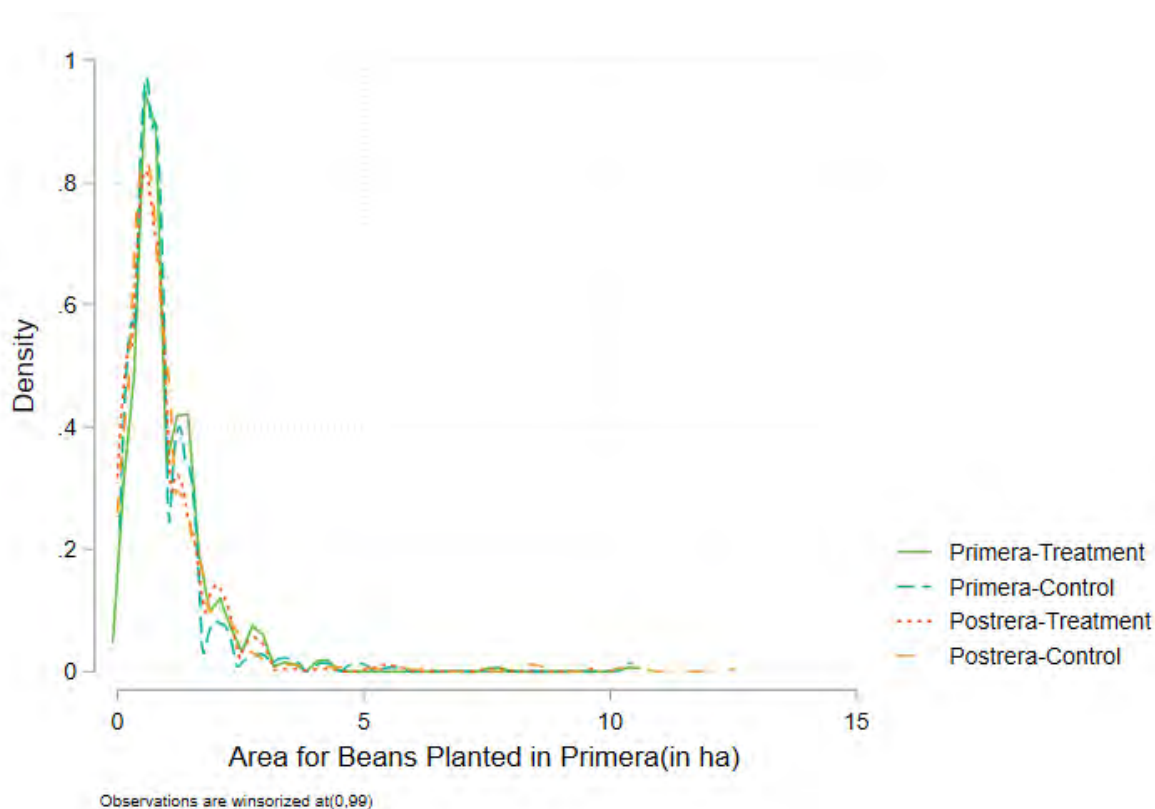 1
.8
.6
.4
.2
0
Density
0 5 10 15
Area for Beans Planted in Primera(in ha)
Primera-Treatment
Primera-Control
Postrera-Treatment
Postrera-Control
Observations are winsorized at(0,99)